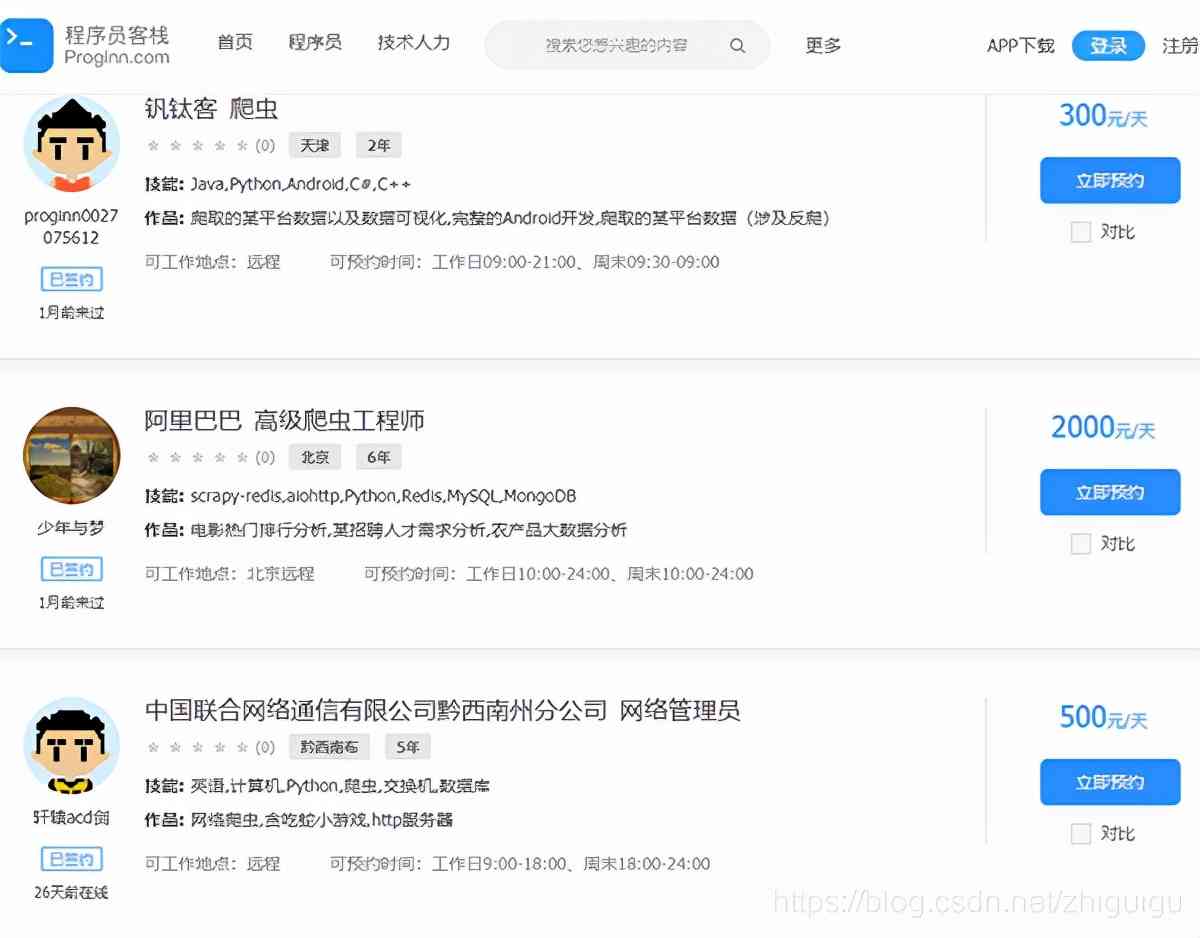 程序员客栈
Proginn.com
首页 程序员 技术人力 搜索您感兴趣的内容 更多 APP下载 登录 注册
钒钛客 爬虫
(0) 天津 2年
技能: Java,Python,Android,C#,C++
作品: 爬取的某平台数据以及数据可视化,完整的Android开发,爬取的某平台数据（涉及反爬）
可工作地点：远程 可预约时间：工作日09:00-21:00、周末09:30-09:00
proginn0027
075612
已签约
1月前来过
300元/天
立即预约
对比
阿里巴巴 高级爬虫工程师
(0) 北京 6年
技能: scrapy-redis,aiohttp,Python,Redis,MySQL,MongoDB
作品: 电影热门排行分析,某招聘人才需求分析,农产品大数据分析
可工作地点：北京远程 可预约时间：工作日10:00-24:00、周末10:00-24:00
少年与梦
已签约
1月前来过
2000元/天
立即预约
对比
中国联合网络通信有限公司黔西南州分公司 网络管理员
(0) 黔西南布 5年
技能: 英语,计算机,Python,爬虫,交换机,数据库
作品: 网络爬虫,贪吃蛇小游戏,http服务器
可工作地点：远程 可预约时间：工作日9:00-18:00、周末18:00-24:00
轩辕acd剑
已签约
26天前在线
500元/天
立即预约
对比
https://blog.csdn.net/zhiguigu